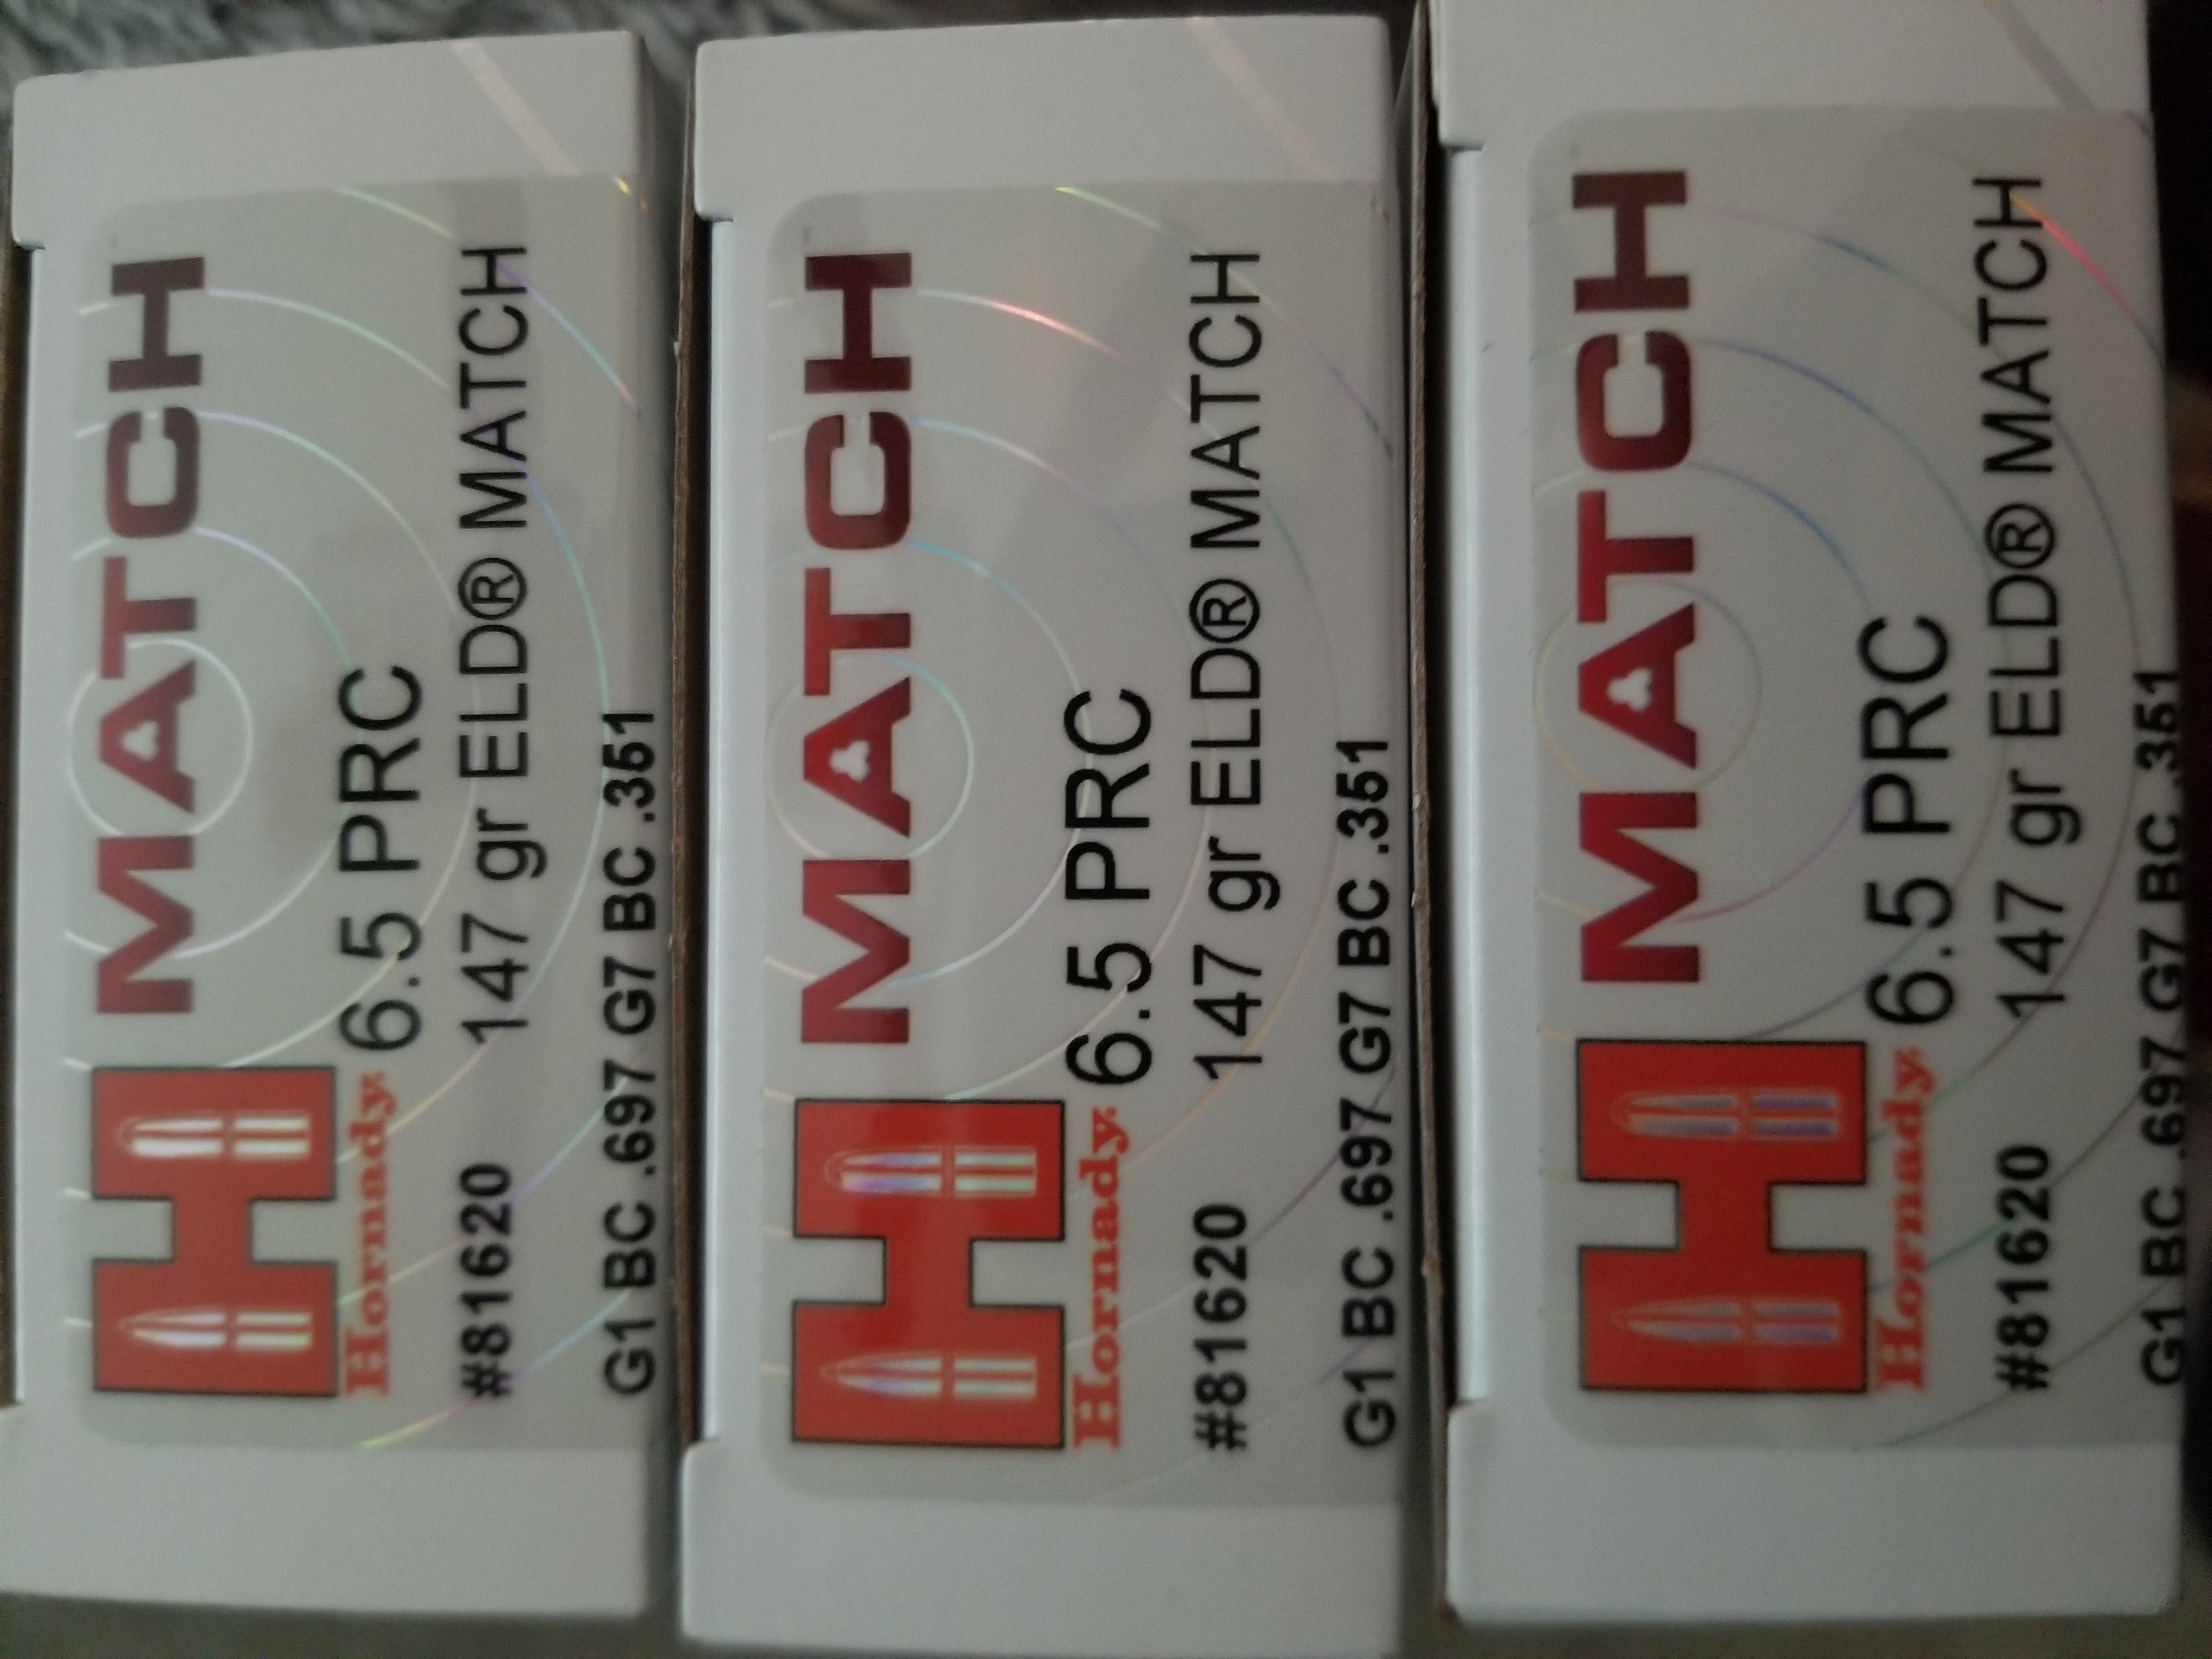 MATCH
Hornady
6.5 PRC
#81620 147 gr ELD® MATCH
G1 BC .697 G7 BC .351
MATCH
Hornady
6.5 PRC
#81620 147 gr ELD® MATCH
G1 BC .697 G7 BC .351
MATCH
Hornady
6.5 PRC
#81620 147 gr ELD® MATCH
G1 BC .697 G7 BC .351